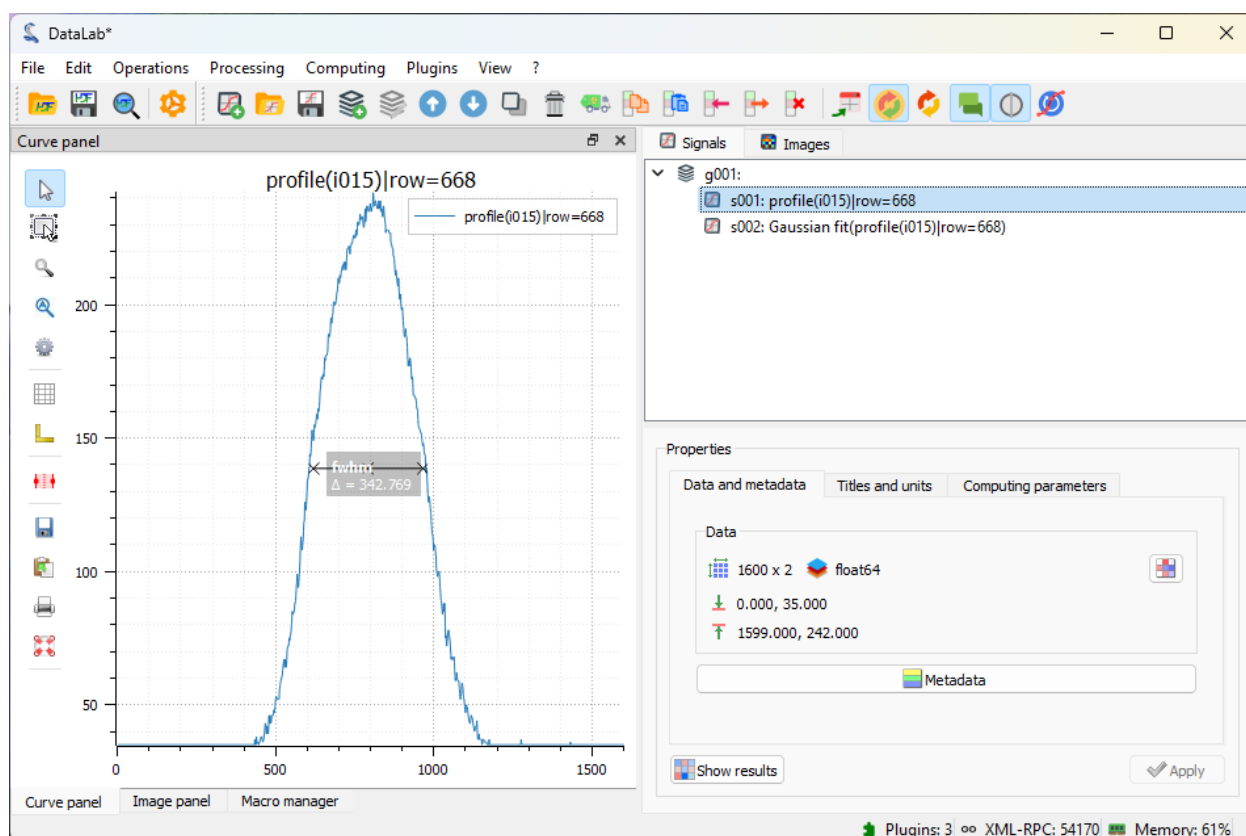 DataLab*
File Edit Operations Processing Computing Plugins View ?
Curve panel
Signals Images
g001:
s001: profile(i015)|row=668
s002: Gaussian fit(profile(i015)|row=668)
profile(i015)|row=668
profile(i015)|row=668
200
150
100
50
fwhm
Δ = 342.769
0 500 1000 1500
Properties
Data and metadata Titles and units Computing parameters
Data
1600 x 2 float64
0.000, 35.000
1599.000, 242.000
Metadata
Show results Apply
Curve panel Image panel Macro manager
Plugins: 3 XML-RPC: 54170 Memory: 61%